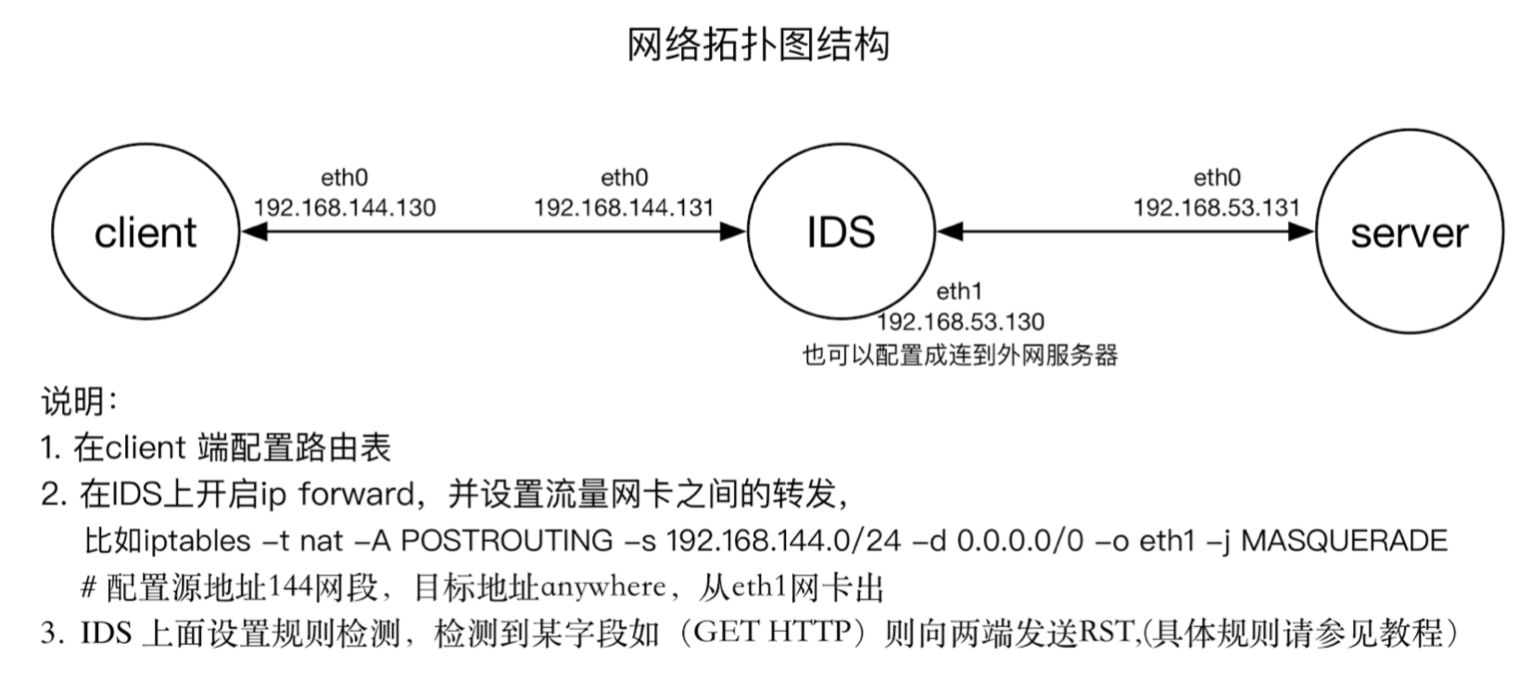 网络拓扑图结构
eth0
192.168.144.130
eth0
192.168.144.131
eth0
192.168.53.131
client
IDS
server
eth1
192.168.53.130
也可以配置成连到外网服务器
说明：
1. 在client 端配置路由表
2. 在IDS上开启ip forward，并设置流量网卡之间的转发，
比如iptables –t nat –A POSTROUTING –s 192.168.144.0/24 –d 0.0.0.0/0 –o eth1 –j MASQUERADE
# 配置源地址144网段，目标地址anywhere，从eth1网卡出
3. IDS 上面设置规则检测，检测到某字段如（GET HTTP）则向两端发送RST,(具体规则请参见教程）